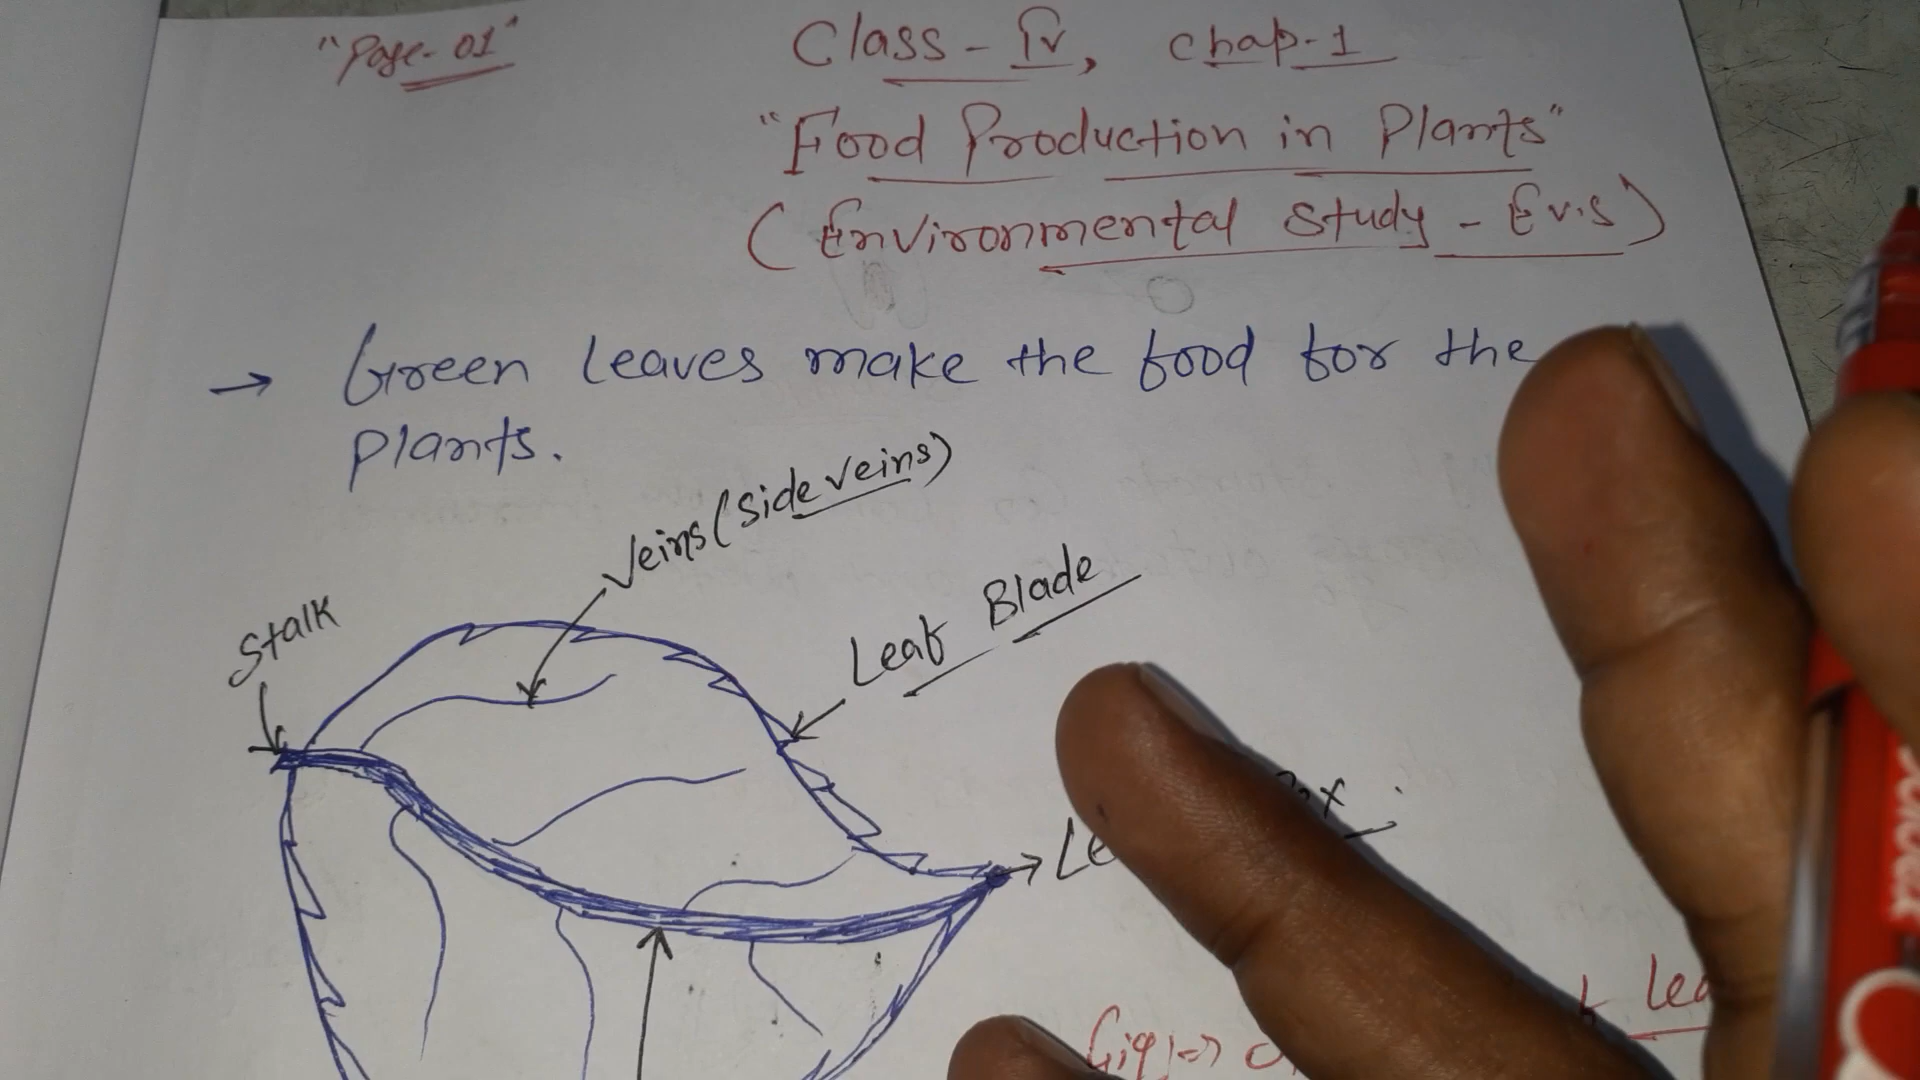 "Page-01"
Class-IV, Chap-1
"Food Production in Plants"
(Environmental Study - Ev.s)
→ Green leaves make the food for the
Plants.
Veins (side veins)
Stalk
Leaf Blade